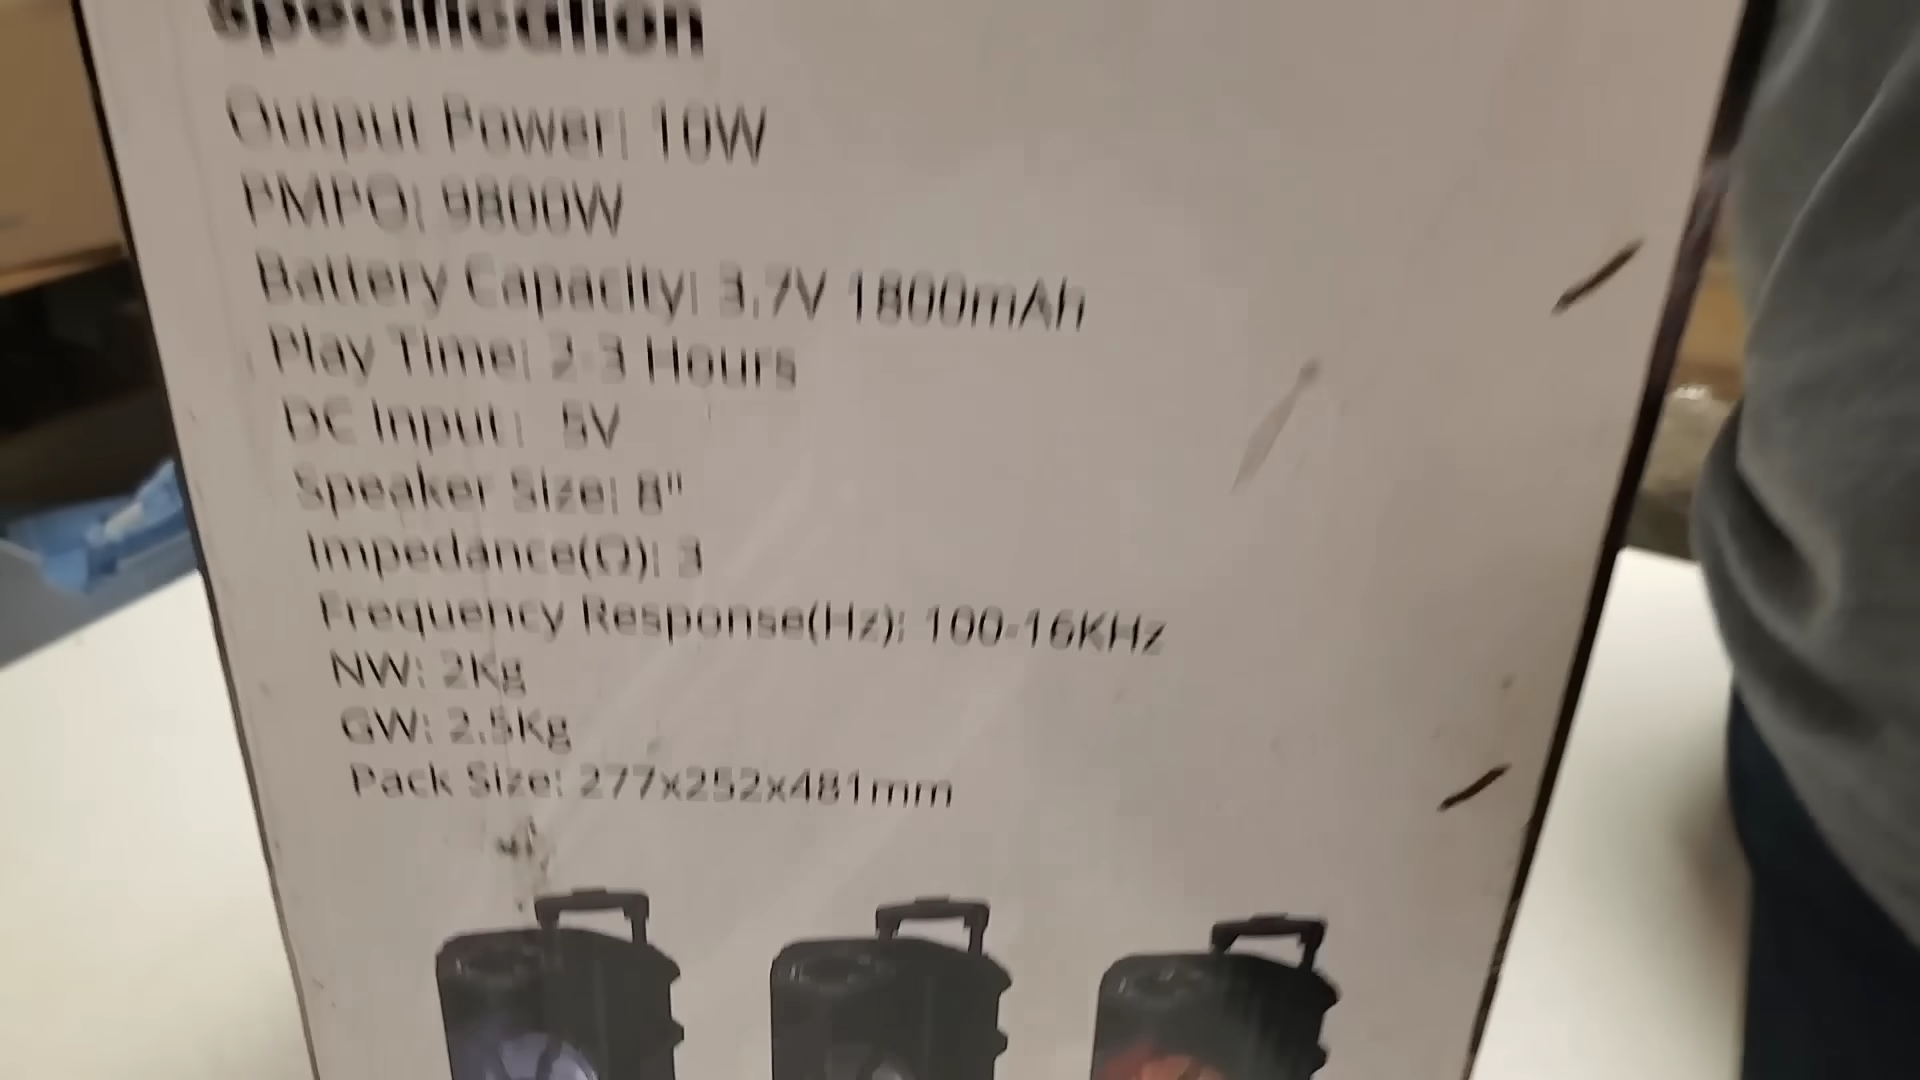 Specification
Output Power: 10W
PMPO: 9800W
Battery Capacity: 3.7V 1800mAh
Play Time: 2-3 Hours
DC Input: 5V
Speaker Size: 8"
Impedance(Ω): 3
Frequency Response(Hz): 100-16KHz
NW: 2Kg
GW: 2.5Kg
Pack Size: 277x252x481mm